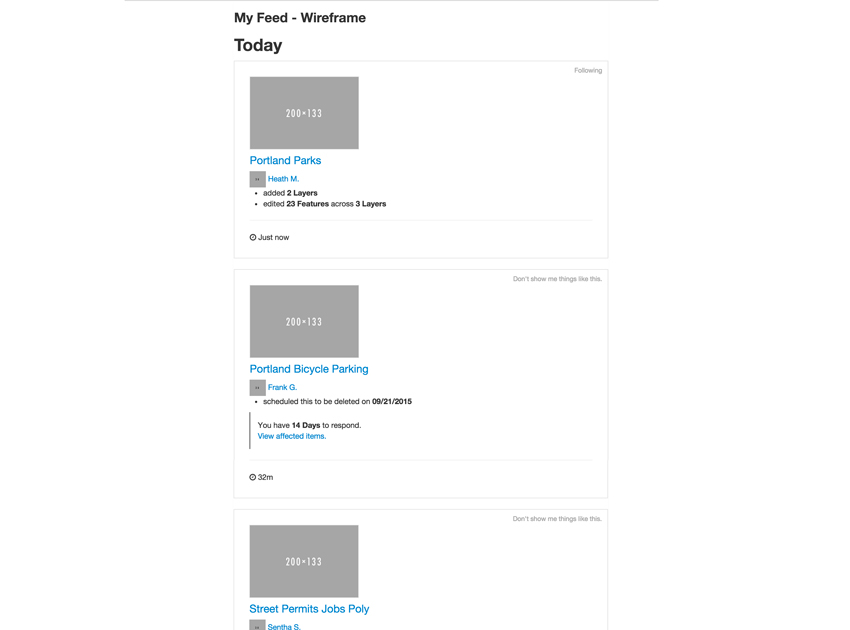 My Feed - Wireframe
Today
Following
200×133
Portland Parks
Heath M.
• added 2 Layers
• edited 23 Features across 3 Layers
Just now
Don't show me things like this.
200×133
Portland Bicycle Parking
Frank G.
• scheduled this to be deleted on 09/21/2015
You have 14 Days to respond.
View affected items.
32m
Don't show me things like this.
200×133
Street Permits Jobs Poly
Sentha S.